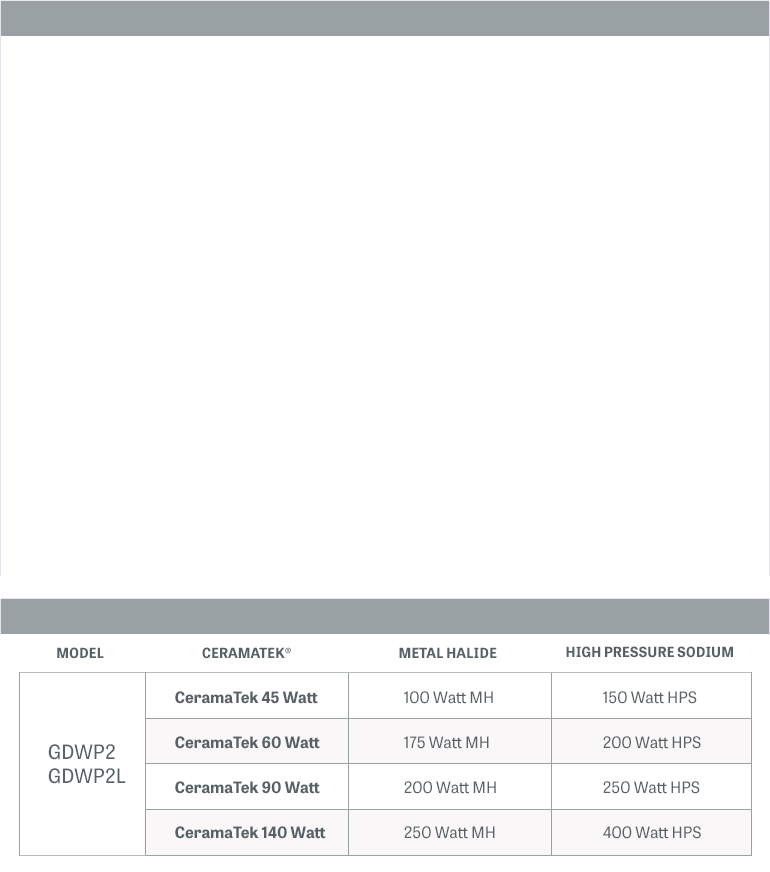 MODEL CERAMATEK® METAL HALIDE HIGH PRESSURE SODIUM
GDWP2
GDWP2L
CeramaTek 45 Watt 100 Watt MH 150 Watt HPS
CeramaTek 60 Watt 175 Watt MH 200 Watt HPS
CeramaTek 90 Watt 200 Watt MH 250 Watt HPS
CeramaTek 140 Watt 250 Watt MH 400 Watt HPS